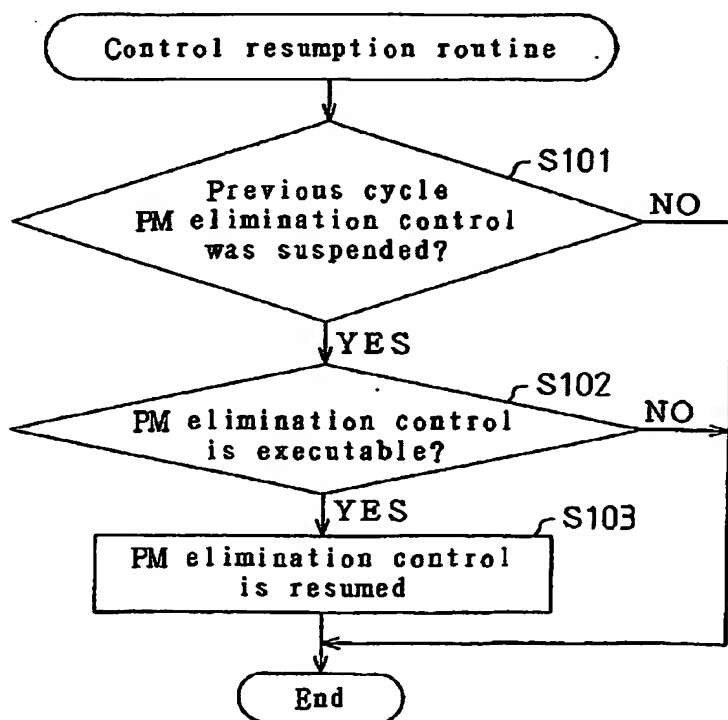 Control resumption routine
S101
Previous cycle
PM elimination control
was suspended?
NO
YES
S102
PM elimination control
is executable?
NO
YES
S103
PM elimination control
is resumed
End